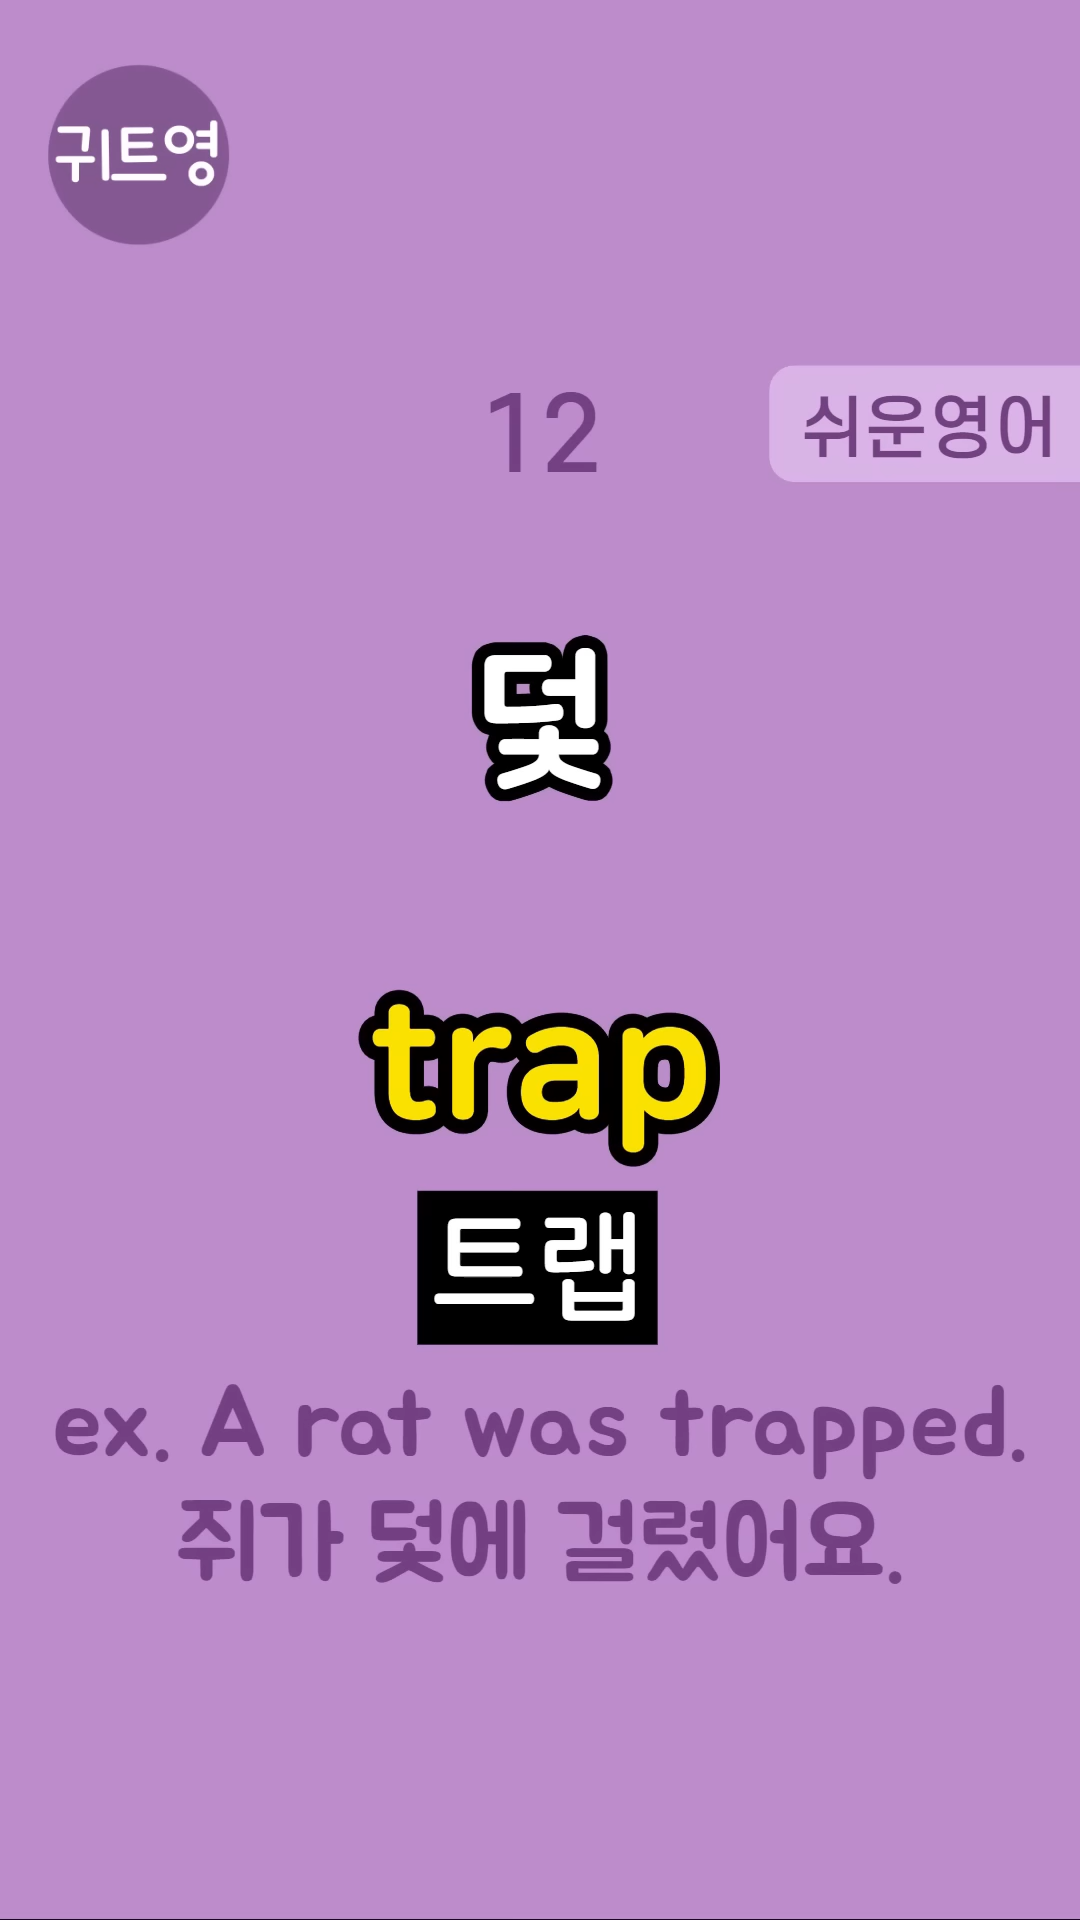 귀트영
12
쉬운영어
덫
trap
트랩
ex. A rat was trapped.
쥐가 덫에 걸렸어요.